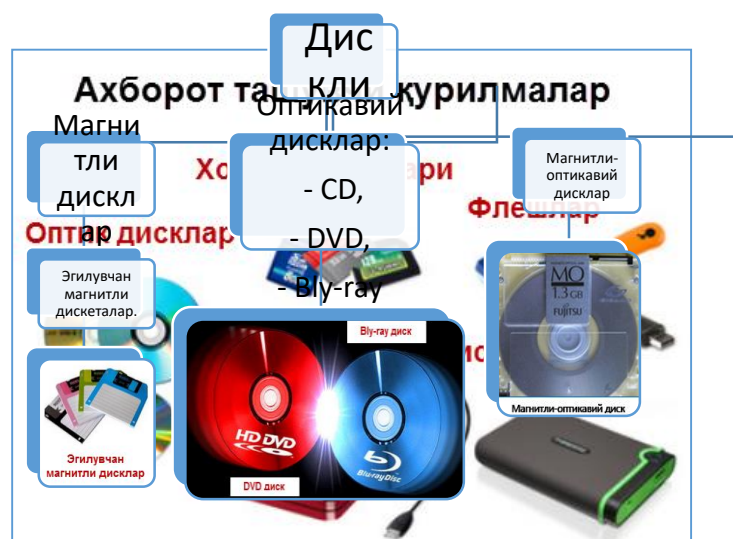 Дис
кли
Ахборот та қурилмалар
Магни
тли
дискл
ар
Оптикавий
дисклар:
- CD,
- DVD,
- Bly-ray
Магнитли-
оптикавий
дисклар
Хо ри
Флешлар
Оптик дисклар
Эгилувчан
магнитли
дискеталар.
MO
1.3 GB
FUJITSU
Магнитли-оптикавий диск
Bly-ray диск
HD DVD
Blu-ray Disc
DVD диск
Эгилувчан
магнитли дисклар